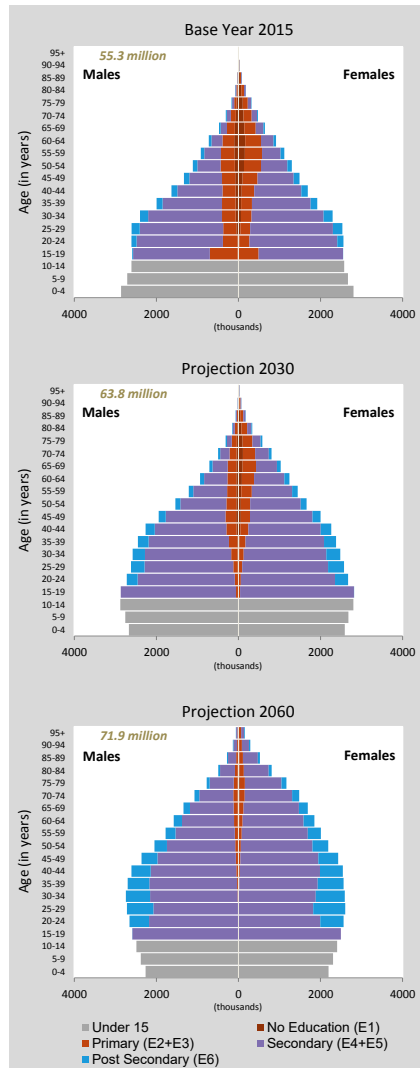 Base Year 2015
55.3 million
Males
Females
Age (in years)
95+
90-94
85-89
80-84
75-79
70-74
65-69
60-64
55-59
50-54
45-49
40-44
35-39
30-34
25-29
20-24
15-19
10-14
5-9
0-4
4000 2000 0 2000 4000
(thousands)
Projection 2030
63.8 million
Males
Females
Age (in years)
95+
90-94
85-89
80-84
75-79
70-74
65-69
60-64
55-59
50-54
45-49
40-44
35-39
30-34
25-29
20-24
15-19
10-14
5-9
0-4
4000 2000 0 2000 4000
(thousands)
Projection 2060
71.9 million
Males
Females
Age (in years)
95+
90-94
85-89
80-84
75-79
70-74
65-69
60-64
55-59
50-54
45-49
40-44
35-39
30-34
25-29
20-24
15-19
10-14
5-9
0-4
4000 2000 0 2000 4000
(thousands)
Under 15
No Education (E1)
Primary (E2+E3)
Secondary (E4+E5)
Post Secondary (E6)